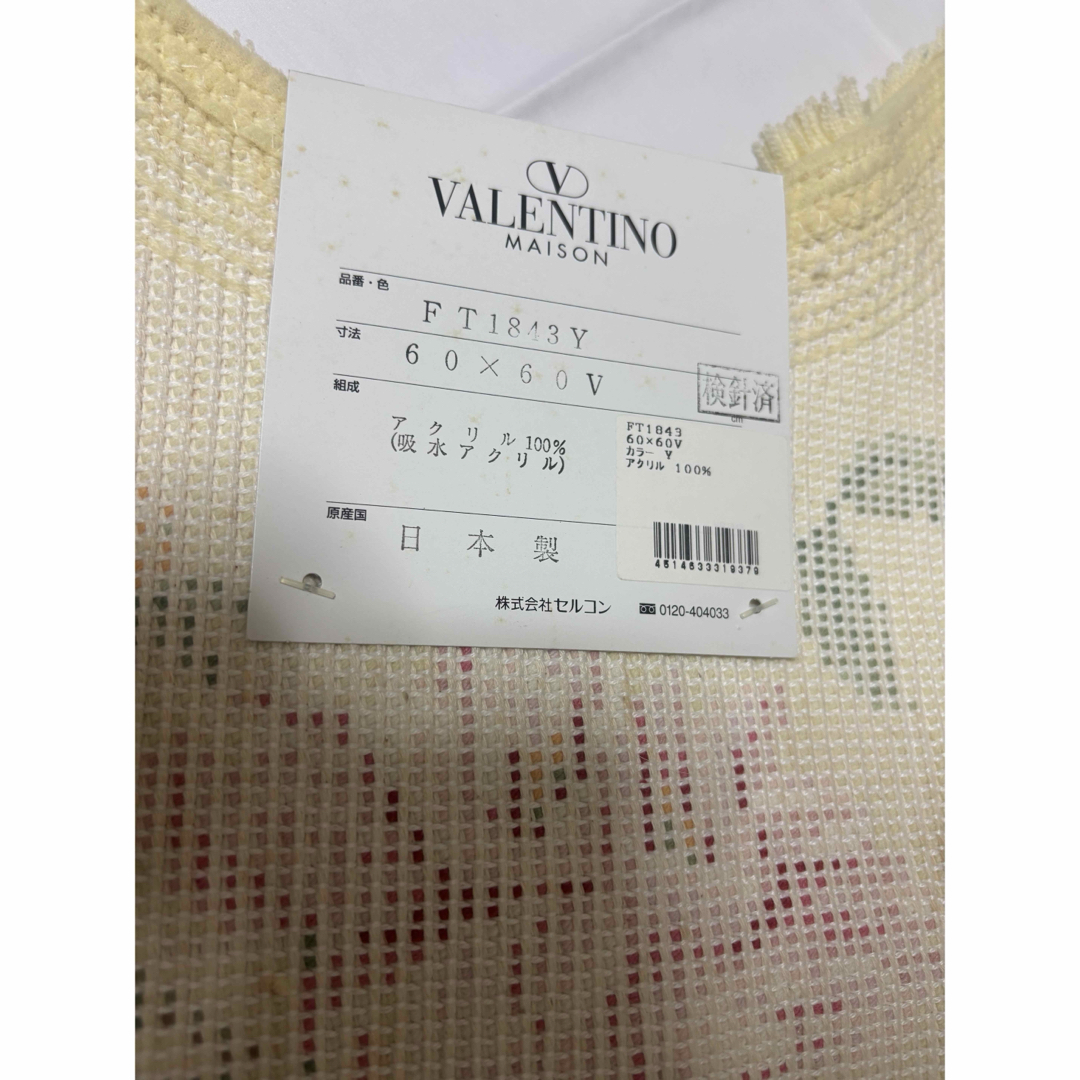 V
VALENTINO
MAISON
品番・色
FT1843Y
寸法
60×60V
検針済
cm
組成
アクリル100%
(吸水アクリル)
FT1843
60×60V
カラー Y
アクリル 100%
4514633319379
原産国
日本製
株式会社セルコン
0120-404033